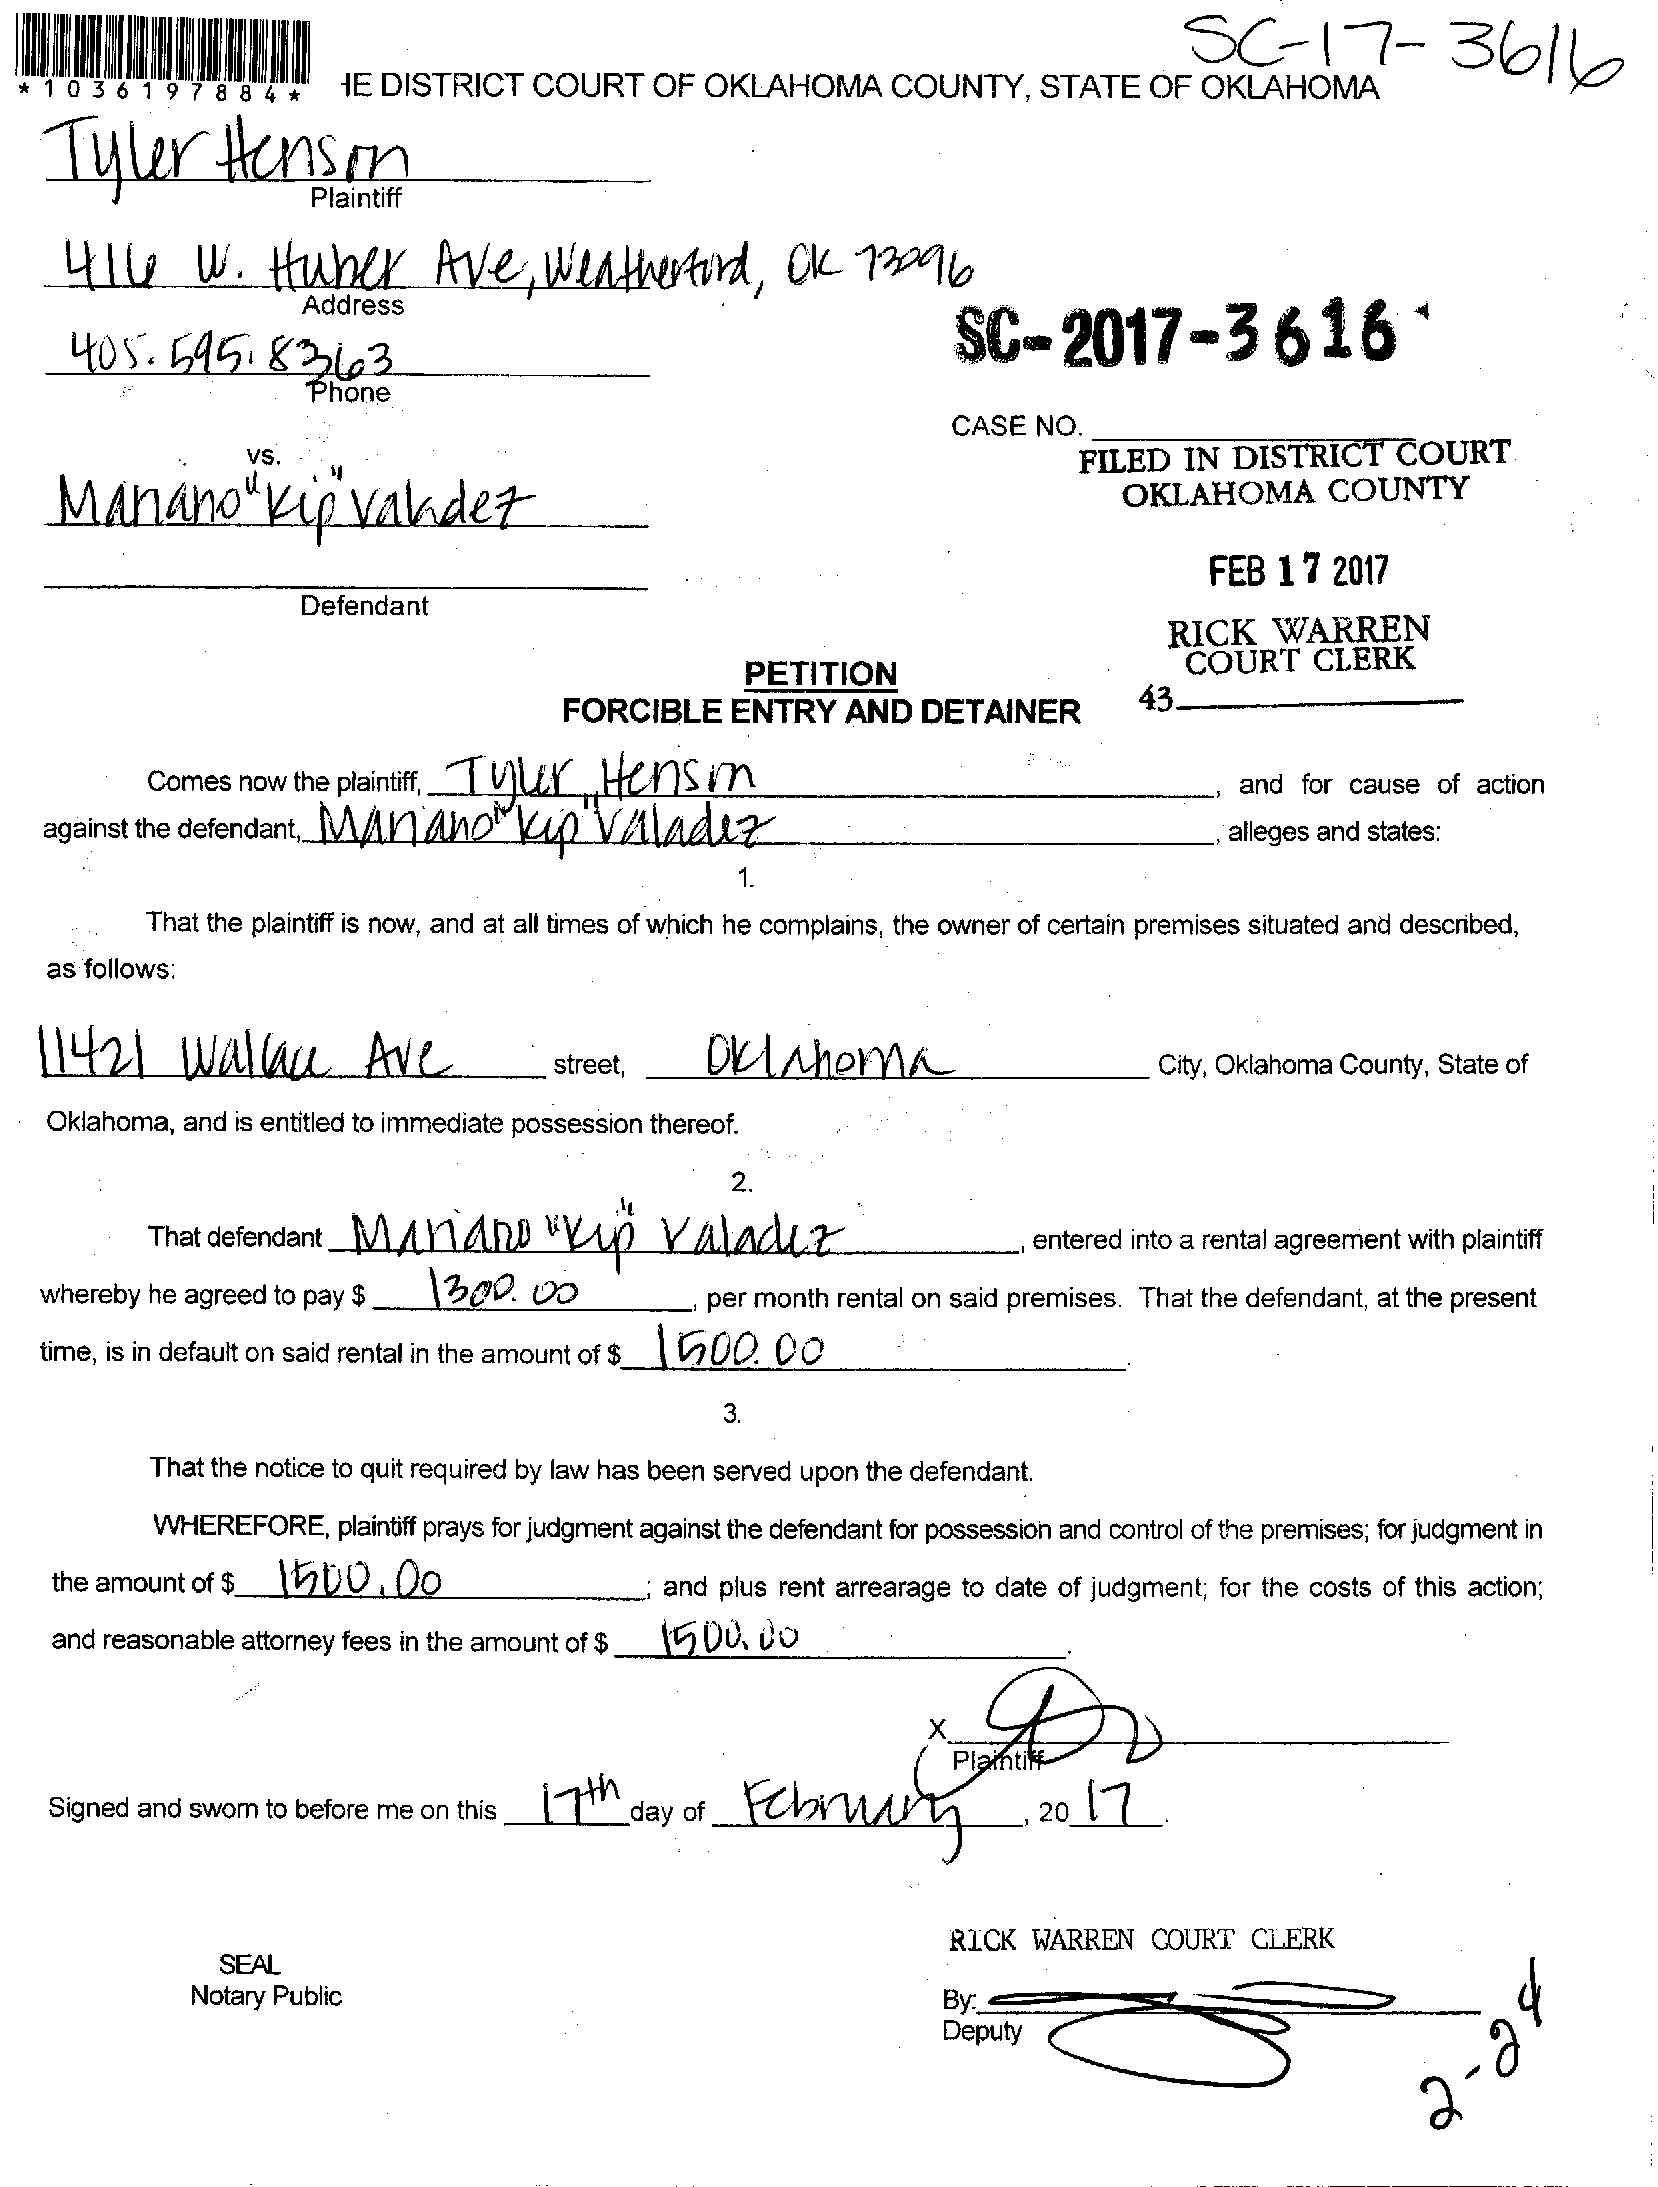 SC-17-3616
*1036197884*
HE DISTRICT COURT OF OKLAHOMA COUNTY, STATE OF OKLAHOMA
Tyler Henson
Plaintiff
416 W. Huber Ave, Weatherford, OK 73096
Address
405.595.8363
Phone
SC-2017-3616
CASE NO.
vs.
FILED IN DISTRICT COURT
OKLAHOMA COUNTY
Mariano "Kip" Valadez
FEB 17 2017
Defendant
RICK WARREN
COURT CLERK
43
PETITION
FORCIBLE ENTRY AND DETAINER
Comes now the plaintiff, Tyler Henson, and for cause of action
against the defendant, Mariano "Kip" Valadez, alleges and states:
1.
That the plaintiff is now, and at all times of which he complains, the owner of certain premises situated and described,
as follows:
11421 Wallace Ave street, Oklahoma City, Oklahoma County, State of
Oklahoma, and is entitled to immediate possession thereof.
2.
That defendant Mariano "Kip" Valadez, entered into a rental agreement with plaintiff
whereby he agreed to pay $ 1300.00, per month rental on said premises. That the defendant, at the present
time, is in default on said rental in the amount of $ 1500.00.
3.
That the notice to quit required by law has been served upon the defendant.
WHEREFORE, plaintiff prays for judgment against the defendant for possession and control of the premises; for judgment in
the amount of $ 1500.00; and plus rent arrearage to date of judgment; for the costs of this action;
and reasonable attorney fees in the amount of $ 1500.00.
X
Plaintiff
Signed and sworn to before me on this 17th day of February, 2017.
RICK WARREN COURT CLERK
SEAL
Notary Public
By:
Deputy
2-24